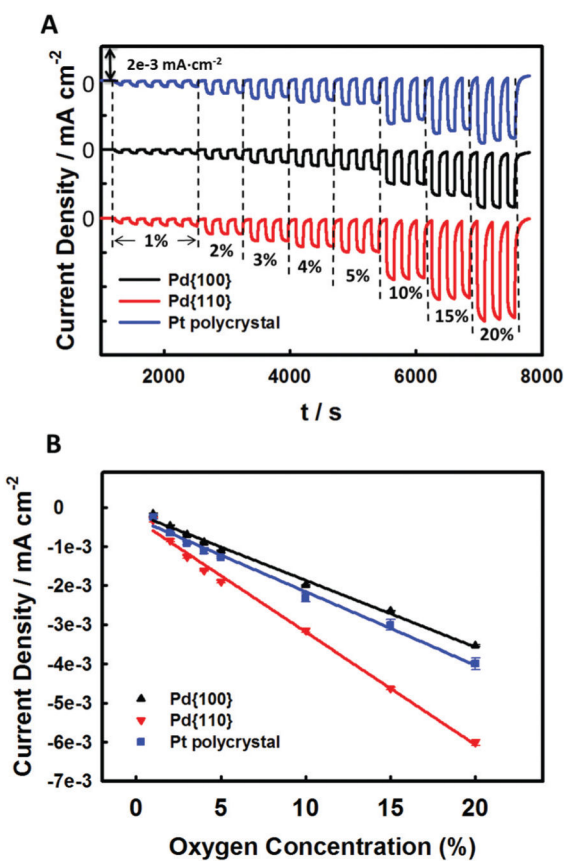 A
2e-3 mA·cm-2
Current Density / mA cm-2
0
0
0
1%
2%
3%
4%
5%
10%
15%
20%
Pd{100}
Pd{110}
Pt polycrystal
2000 4000 6000 8000
t / s
B
Current Density / mA cm-2
0
-1e-3
-2e-3
-3e-3
-4e-3
-5e-3
-6e-3
-7e-3
Pd{100}
Pd{110}
Pt polycrystal
0 5 10 15 20
Oxygen Concentration (%)